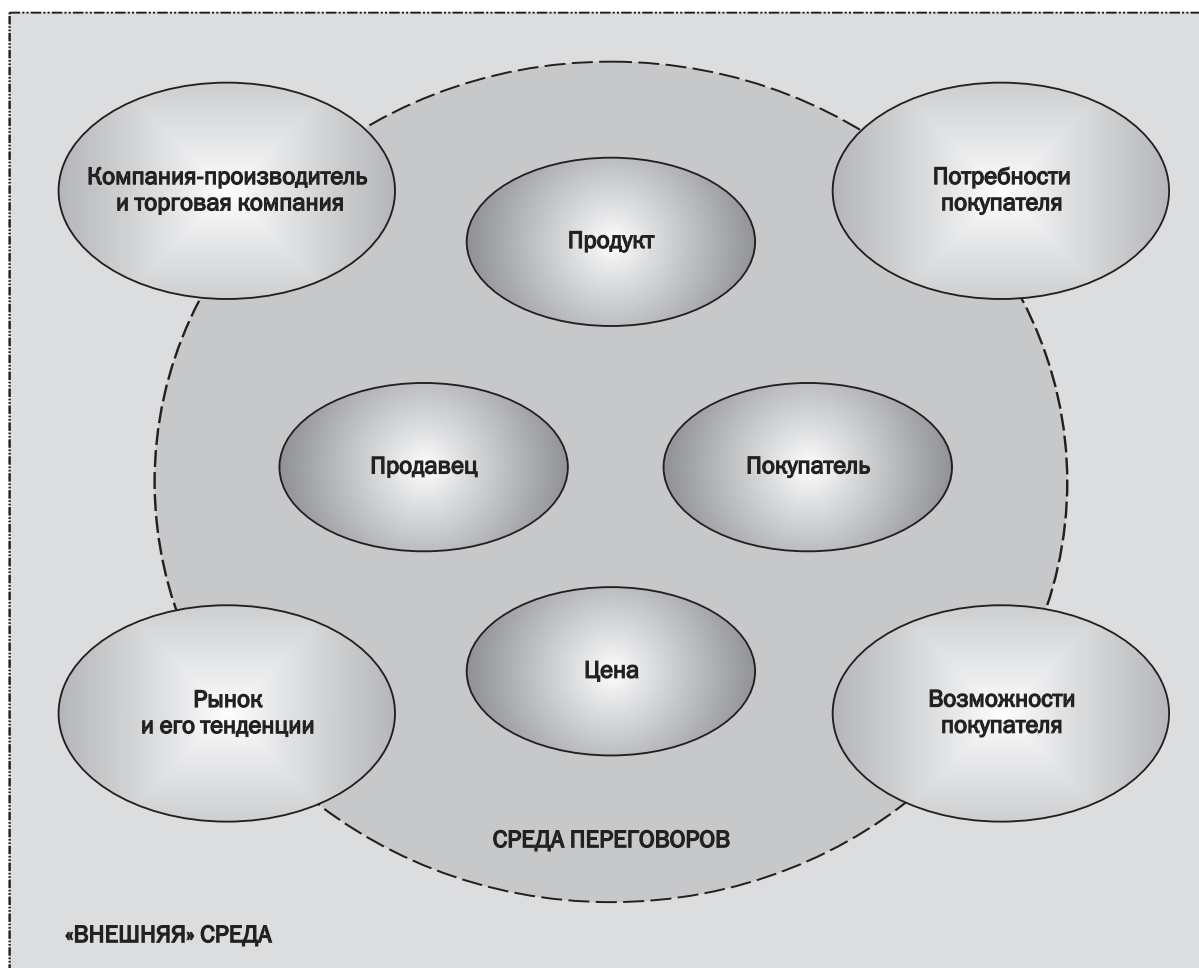 Компания-производитель
и торговая компания
Потребности
покупателя
Продукт
Продавец
Покупатель
Цена
Рынок
и его тенденции
Возможности
покупателя
СРЕДА ПЕРЕГОВОРОВ
«ВНЕШНЯЯ» СРЕДА